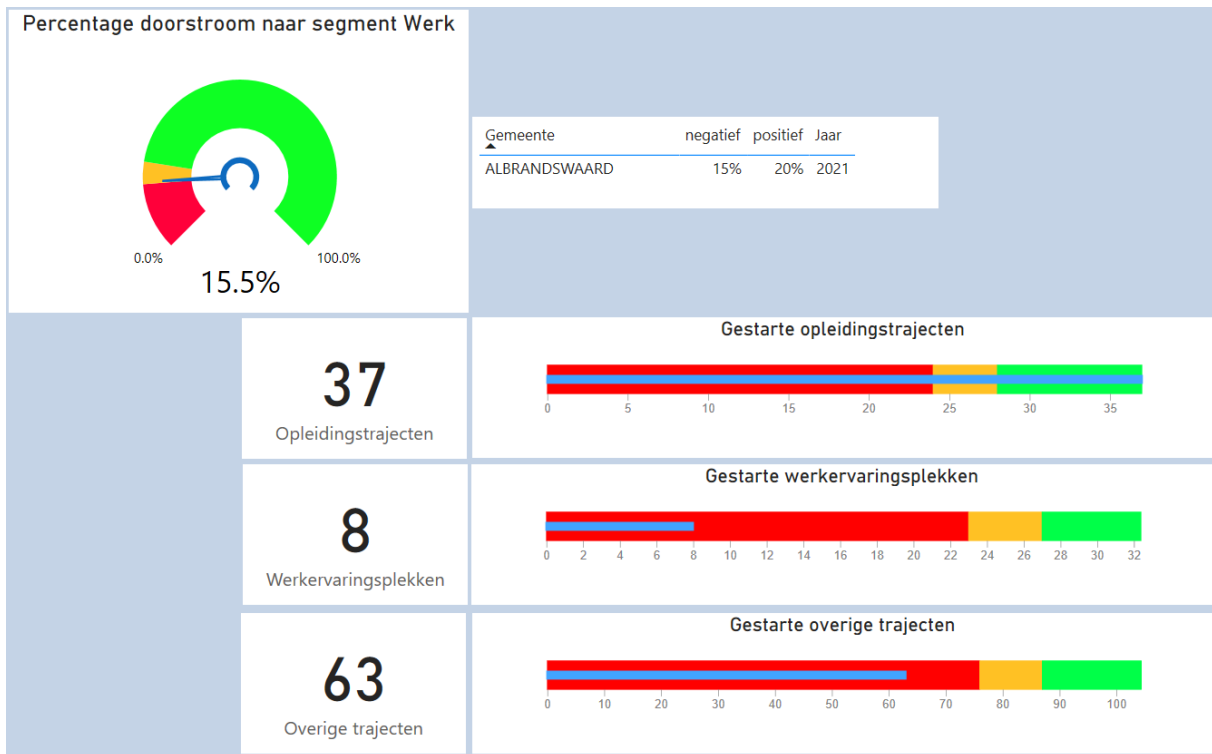 Percentage doorstroom naar segment Werk
0.0%
100.0%
15.5%
Gemeente negatief positief Jaar
ALBRANDSWAARD 15% 20% 2021
37
Opleidingstrajecten
Gestarte opleidingstrajecten
0 5 10 15 20 25 30 35
8
Werkervaringsplekken
Gestarte werkervaringsplekken
0 2 4 6 8 10 12 14 16 18 20 22 24 26 28 30 32
63
Overige trajecten
Gestarte overige trajecten
0 10 20 30 40 50 60 70 80 90 100